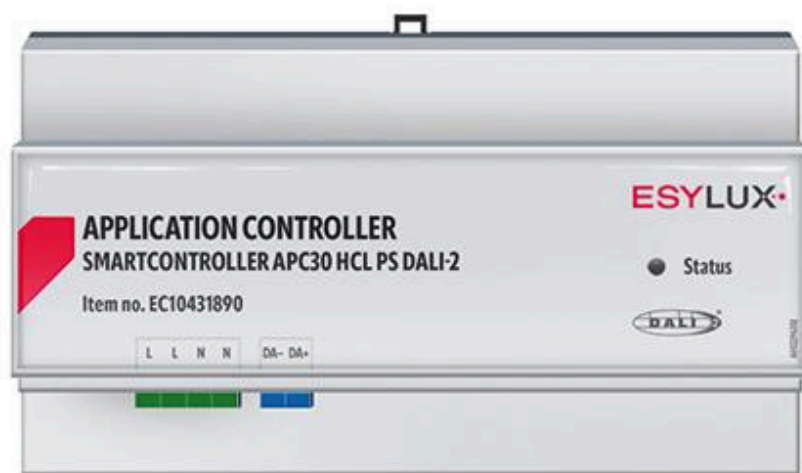 ESYLUX
APPLICATION CONTROLLER
SMARTCONTROLLER APC30 HCL PS DALI-2
Status
Item no. EC10431890
DALI
L L N N DA- DA+